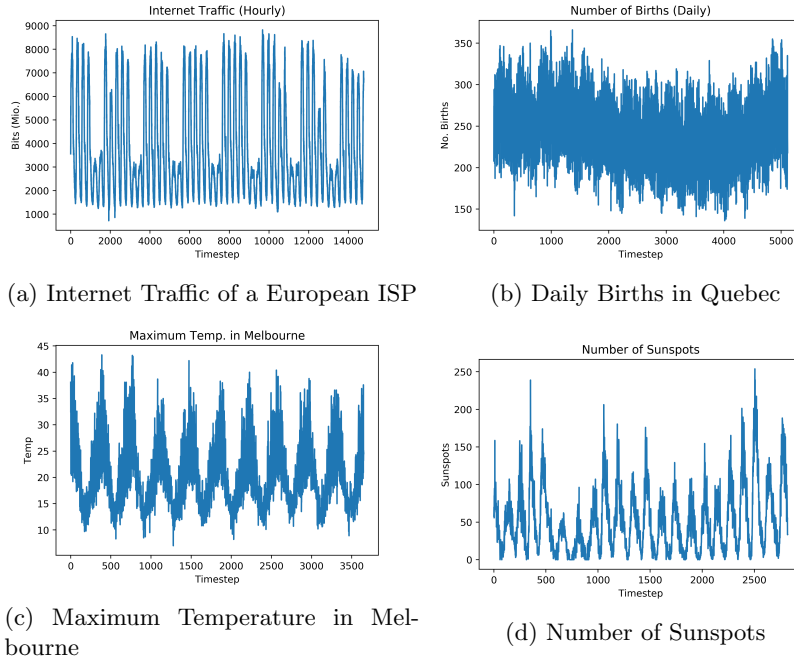 Internet Traffic (Hourly)
9000
8000
7000
6000
5000
4000
3000
2000
1000
Bits (Mio.)
0 2000 4000 6000 8000 10000 12000 14000
Timestep
(a) Internet Traffic of a European ISP
Number of Births (Daily)
350
300
250
200
150
No. Births
0 1000 2000 3000 4000 5000
Timestep
(b) Daily Births in Quebec
Maximum Temp. in Melbourne
45
40
35
30
25
20
15
10
Temp
0 500 1000 1500 2000 2500 3000 3500
Timestep
(c) Maximum Temperature in Mel-
bourne
Number of Sunspots
250
200
150
100
50
0
Sunspots
0 500 1000 1500 2000 2500
Timestep
(d) Number of Sunspots